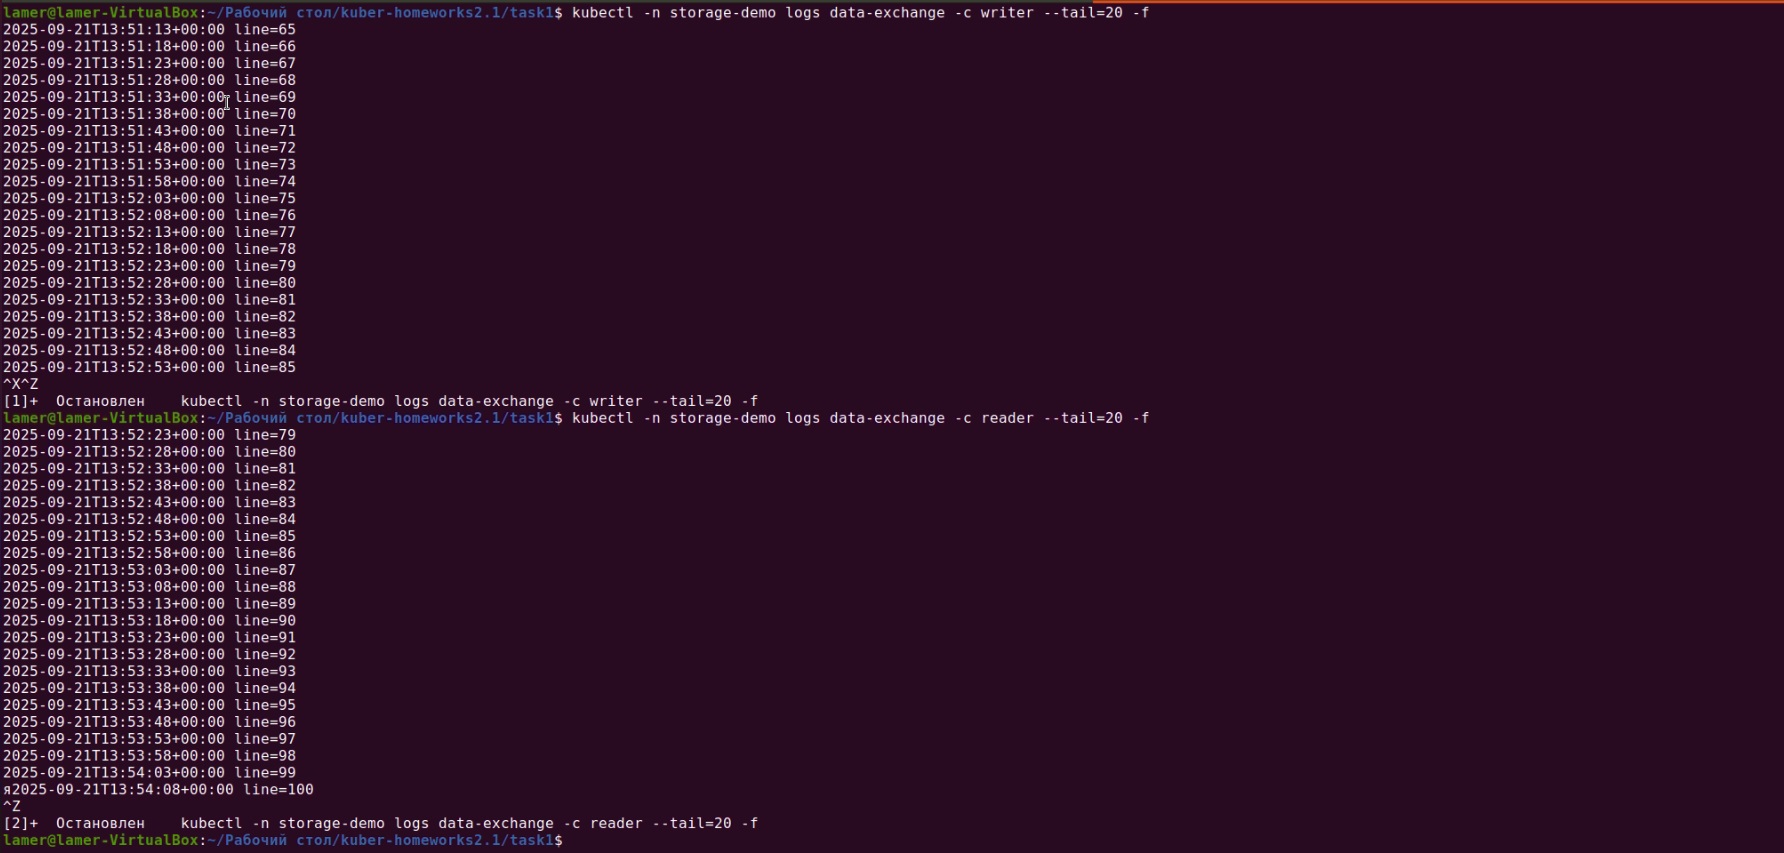 lamer@lamer-VirtualBox:~/Рабочий стол/kuber-homeworks2.1/task1$ kubectl -n storage-demo logs data-exchange -c writer --tail=20 -f
2025-09-21T13:51:13+00:00 line=65
2025-09-21T13:51:18+00:00 line=66
2025-09-21T13:51:23+00:00 line=67
2025-09-21T13:51:28+00:00 line=68
2025-09-21T13:51:33+00:00 line=69
2025-09-21T13:51:38+00:00 line=70
2025-09-21T13:51:43+00:00 line=71
2025-09-21T13:51:48+00:00 line=72
2025-09-21T13:51:53+00:00 line=73
2025-09-21T13:51:58+00:00 line=74
2025-09-21T13:52:03+00:00 line=75
2025-09-21T13:52:08+00:00 line=76
2025-09-21T13:52:13+00:00 line=77
2025-09-21T13:52:18+00:00 line=78
2025-09-21T13:52:23+00:00 line=79
2025-09-21T13:52:28+00:00 line=80
2025-09-21T13:52:33+00:00 line=81
2025-09-21T13:52:38+00:00 line=82
2025-09-21T13:52:43+00:00 line=83
2025-09-21T13:52:48+00:00 line=84
2025-09-21T13:52:53+00:00 line=85
^X^Z
[1]+  Остановлен    kubectl -n storage-demo logs data-exchange -c writer --tail=20 -f
lamer@lamer-VirtualBox:~/Рабочий стол/kuber-homeworks2.1/task1$ kubectl -n storage-demo logs data-exchange -c reader --tail=20 -f
2025-09-21T13:52:23+00:00 line=79
2025-09-21T13:52:28+00:00 line=80
2025-09-21T13:52:33+00:00 line=81
2025-09-21T13:52:38+00:00 line=82
2025-09-21T13:52:43+00:00 line=83
2025-09-21T13:52:48+00:00 line=84
2025-09-21T13:52:53+00:00 line=85
2025-09-21T13:52:58+00:00 line=86
2025-09-21T13:53:03+00:00 line=87
2025-09-21T13:53:08+00:00 line=88
2025-09-21T13:53:13+00:00 line=89
2025-09-21T13:53:18+00:00 line=90
2025-09-21T13:53:23+00:00 line=91
2025-09-21T13:53:28+00:00 line=92
2025-09-21T13:53:33+00:00 line=93
2025-09-21T13:53:38+00:00 line=94
2025-09-21T13:53:43+00:00 line=95
2025-09-21T13:53:48+00:00 line=96
2025-09-21T13:53:53+00:00 line=97
2025-09-21T13:53:58+00:00 line=98
2025-09-21T13:54:03+00:00 line=99
я2025-09-21T13:54:08+00:00 line=100
^Z
[2]+  Остановлен    kubectl -n storage-demo logs data-exchange -c reader --tail=20 -f
lamer@lamer-VirtualBox:~/Рабочий стол/kuber-homeworks2.1/task1$